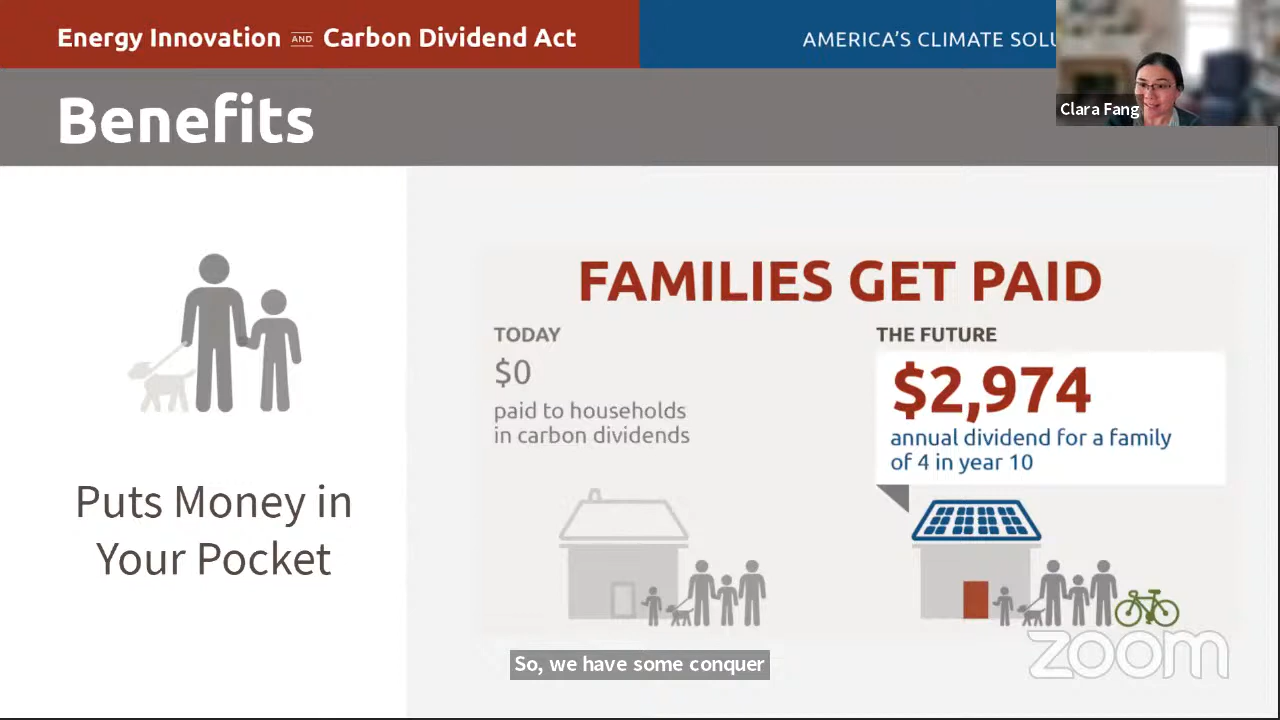 Energy Innovation AND Carbon Dividend Act
AMERICA'S CLIMATE SOLU
Clara Fang
Benefits
Puts Money in
Your Pocket
FAMILIES GET PAID
TODAY
$0
paid to households
in carbon dividends
THE FUTURE
$2,974
annual dividend for a family
of 4 in year 10
So, we have some conquer
zoom